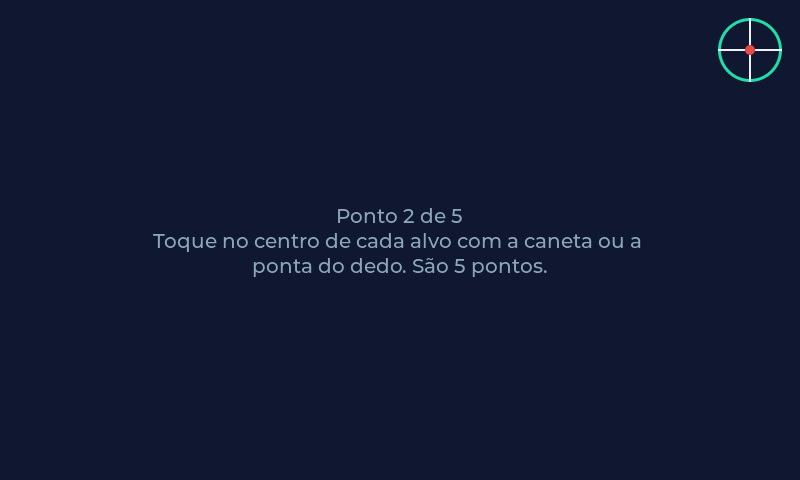 Ponto 2 de 5
Toque no centro de cada alvo com a caneta ou a
ponta do dedo. São 5 pontos.